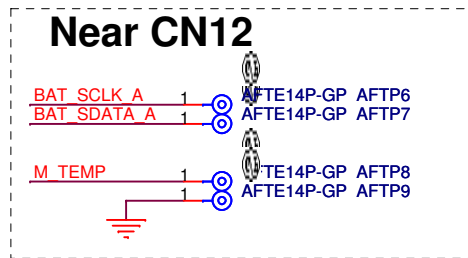 Near CN12
BAT_SCLK_A 1 AFTE14P-GP AFTP6
BAT_SDATA_A 1 AFTE14P-GP AFTP7
M_TEMP 1 AFTE14P-GP AFTP8
1 AFTE14P-GP AFTP9